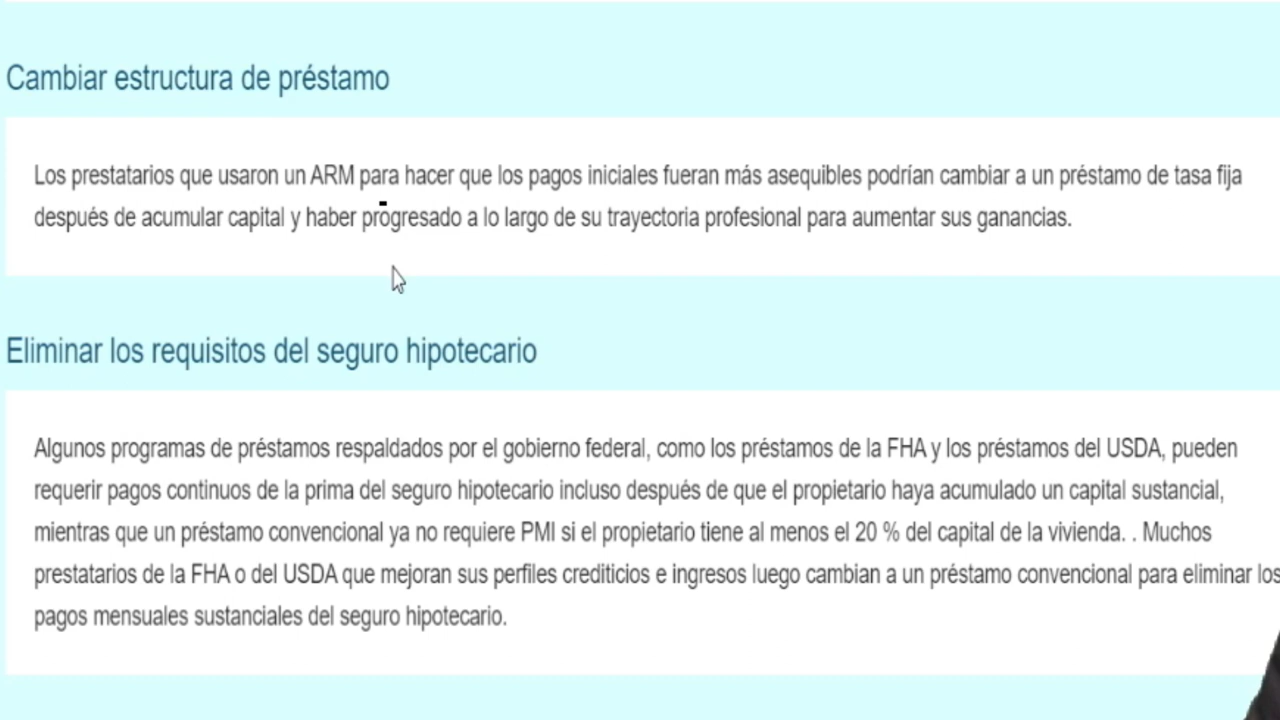 Cambiar estructura de préstamo
Los prestatarios que usaron un ARM para hacer que los pagos iniciales fueran más asequibles podrían cambiar a un préstamo de tasa fija
después de acumular capital y haber progresado a lo largo de su trayectoria profesional para aumentar sus ganancias.
Eliminar los requisitos del seguro hipotecario
Algunos programas de préstamos respaldados por el gobierno federal, como los préstamos de la FHA y los préstamos del USDA, pueden
requerir pagos continuos de la prima del seguro hipotecario incluso después de que el propietario haya acumulado un capital sustancial,
mientras que un préstamo convencional ya no requiere PMI si el propietario tiene al menos el 20 % del capital de la vivienda. . Muchos
prestatarios de la FHA o del USDA que mejoran sus perfiles crediticios e ingresos luego cambian a un préstamo convencional para eliminar los
pagos mensuales sustanciales del seguro hipotecario.